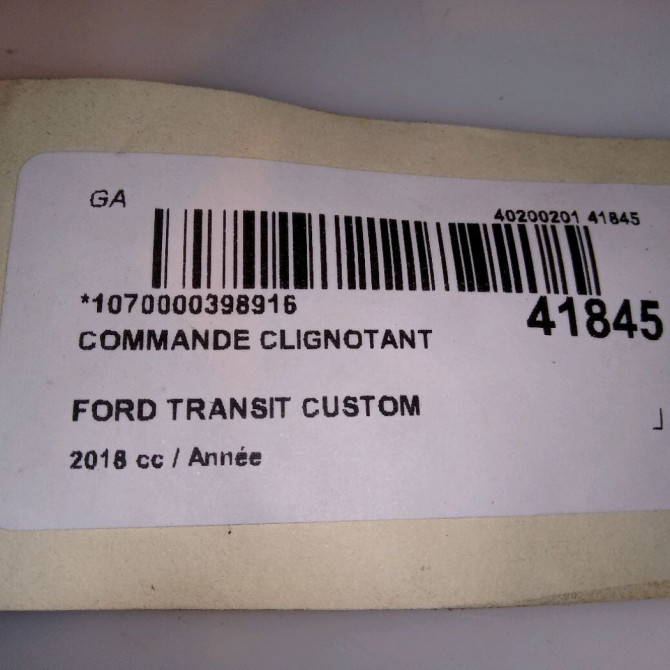 GA
40200201 41845
*1070000398916
41845
COMMANDE CLIGNOTANT
FORD TRANSIT CUSTOM
2018 cc / Année